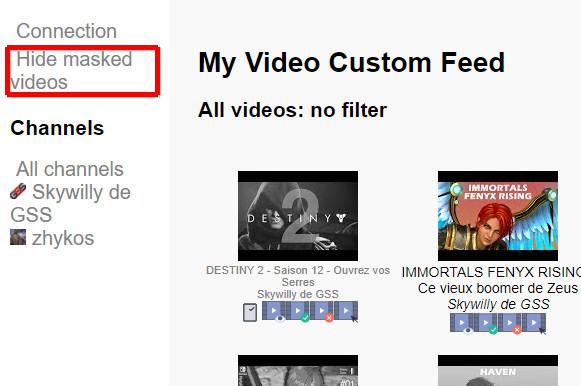 Connection
Hide masked
videos
Channels
All channels
Skywilly de
GSS
zhykos
My Video Custom Feed
All videos: no filter
DESTINY 2
DESTINY 2 - Saison 12 - Ouvrez vos
Serres
Skywilly de GSS
IMMORTALS
FENYX RISING
IMMORTALS FENYX RISING
Ce vieux boomer de Zeus
Skywilly de GSS
#01
HAVEN